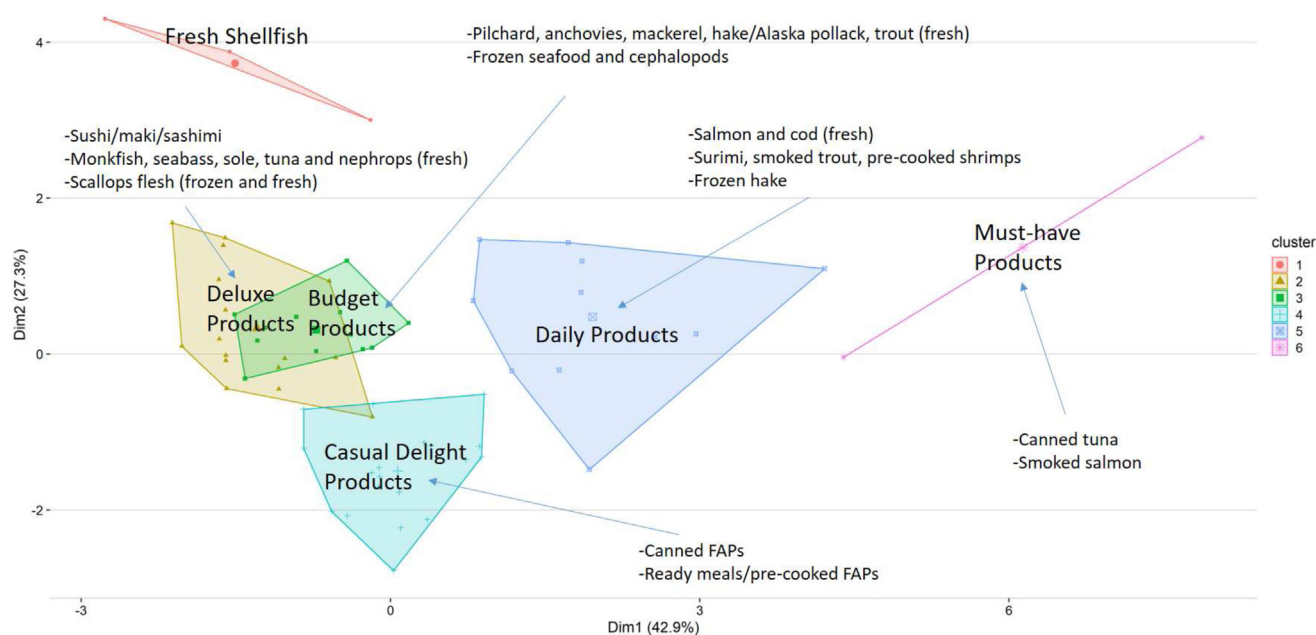 Fresh Shellfish
-Pilchard, anchovies, mackerel, hake/Alaska pollack, trout (fresh)
-Frozen seafood and cephalopods
-Sushi/maki/sashimi
-Monkfish, seabass, sole, tuna and nephrops (fresh)
-Scallops flesh (frozen and fresh)
-Salmon and cod (fresh)
-Surimi, smoked trout, pre-cooked shrimps
-Frozen hake
Must-have
Products
Deluxe
Products
Budget
Products
Daily Products
Casual Delight
Products
-Canned tuna
-Smoked salmon
-Canned FAPs
-Ready meals/pre-cooked FAPs
4
2
0
-2
Dim2 (27.3%)
-3
0
3
6
Dim1 (42.9%)
cluster
1
2
3
4
5
6